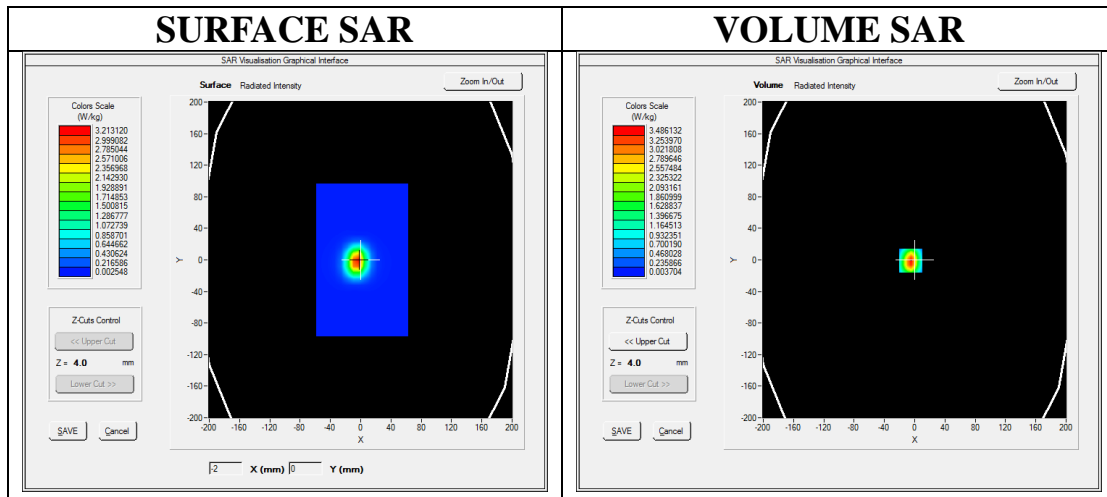 SURFACE SAR
SAR Visualisation Graphical Interface
Surface Radiated Intensity
Zoom In/Out
Colors Scale
(W/kg)
3.213120
2.999082
2.785044
2.571006
2.356968
2.142930
1.928891
1.714853
1.500815
1.286777
1.072739
0.858701
0.644662
0.430624
0.216586
0.002548
Z-Cuts Control
<< Upper Cut
Z = 4.0 mm
Lower Cut >>
SAVE Cancel
200
160
120
80
40
0
-40
-80
-120
-160
-200
Y
-200 -160 -120 -80 -40 0 40 80 120 160 200
X
-2 X (mm) 0 Y (mm)
VOLUME SAR
SAR Visualisation Graphical Interface
Volume Radiated Intensity
Zoom In/Out
Colors Scale
(W/kg)
3.486132
3.253970
3.021808
2.789646
2.557484
2.325322
2.093161
1.860999
1.628837
1.396675
1.164513
0.932351
0.700190
0.468028
0.235866
0.003704
Z-Cuts Control
<< Upper Cut
Z = 4.0 mm
Lower Cut >>
SAVE Cancel
200
160
120
80
40
0
-40
-80
-120
-160
-200
Y
-200 -160 -120 -80 -40 0 40 80 120 160 200
X